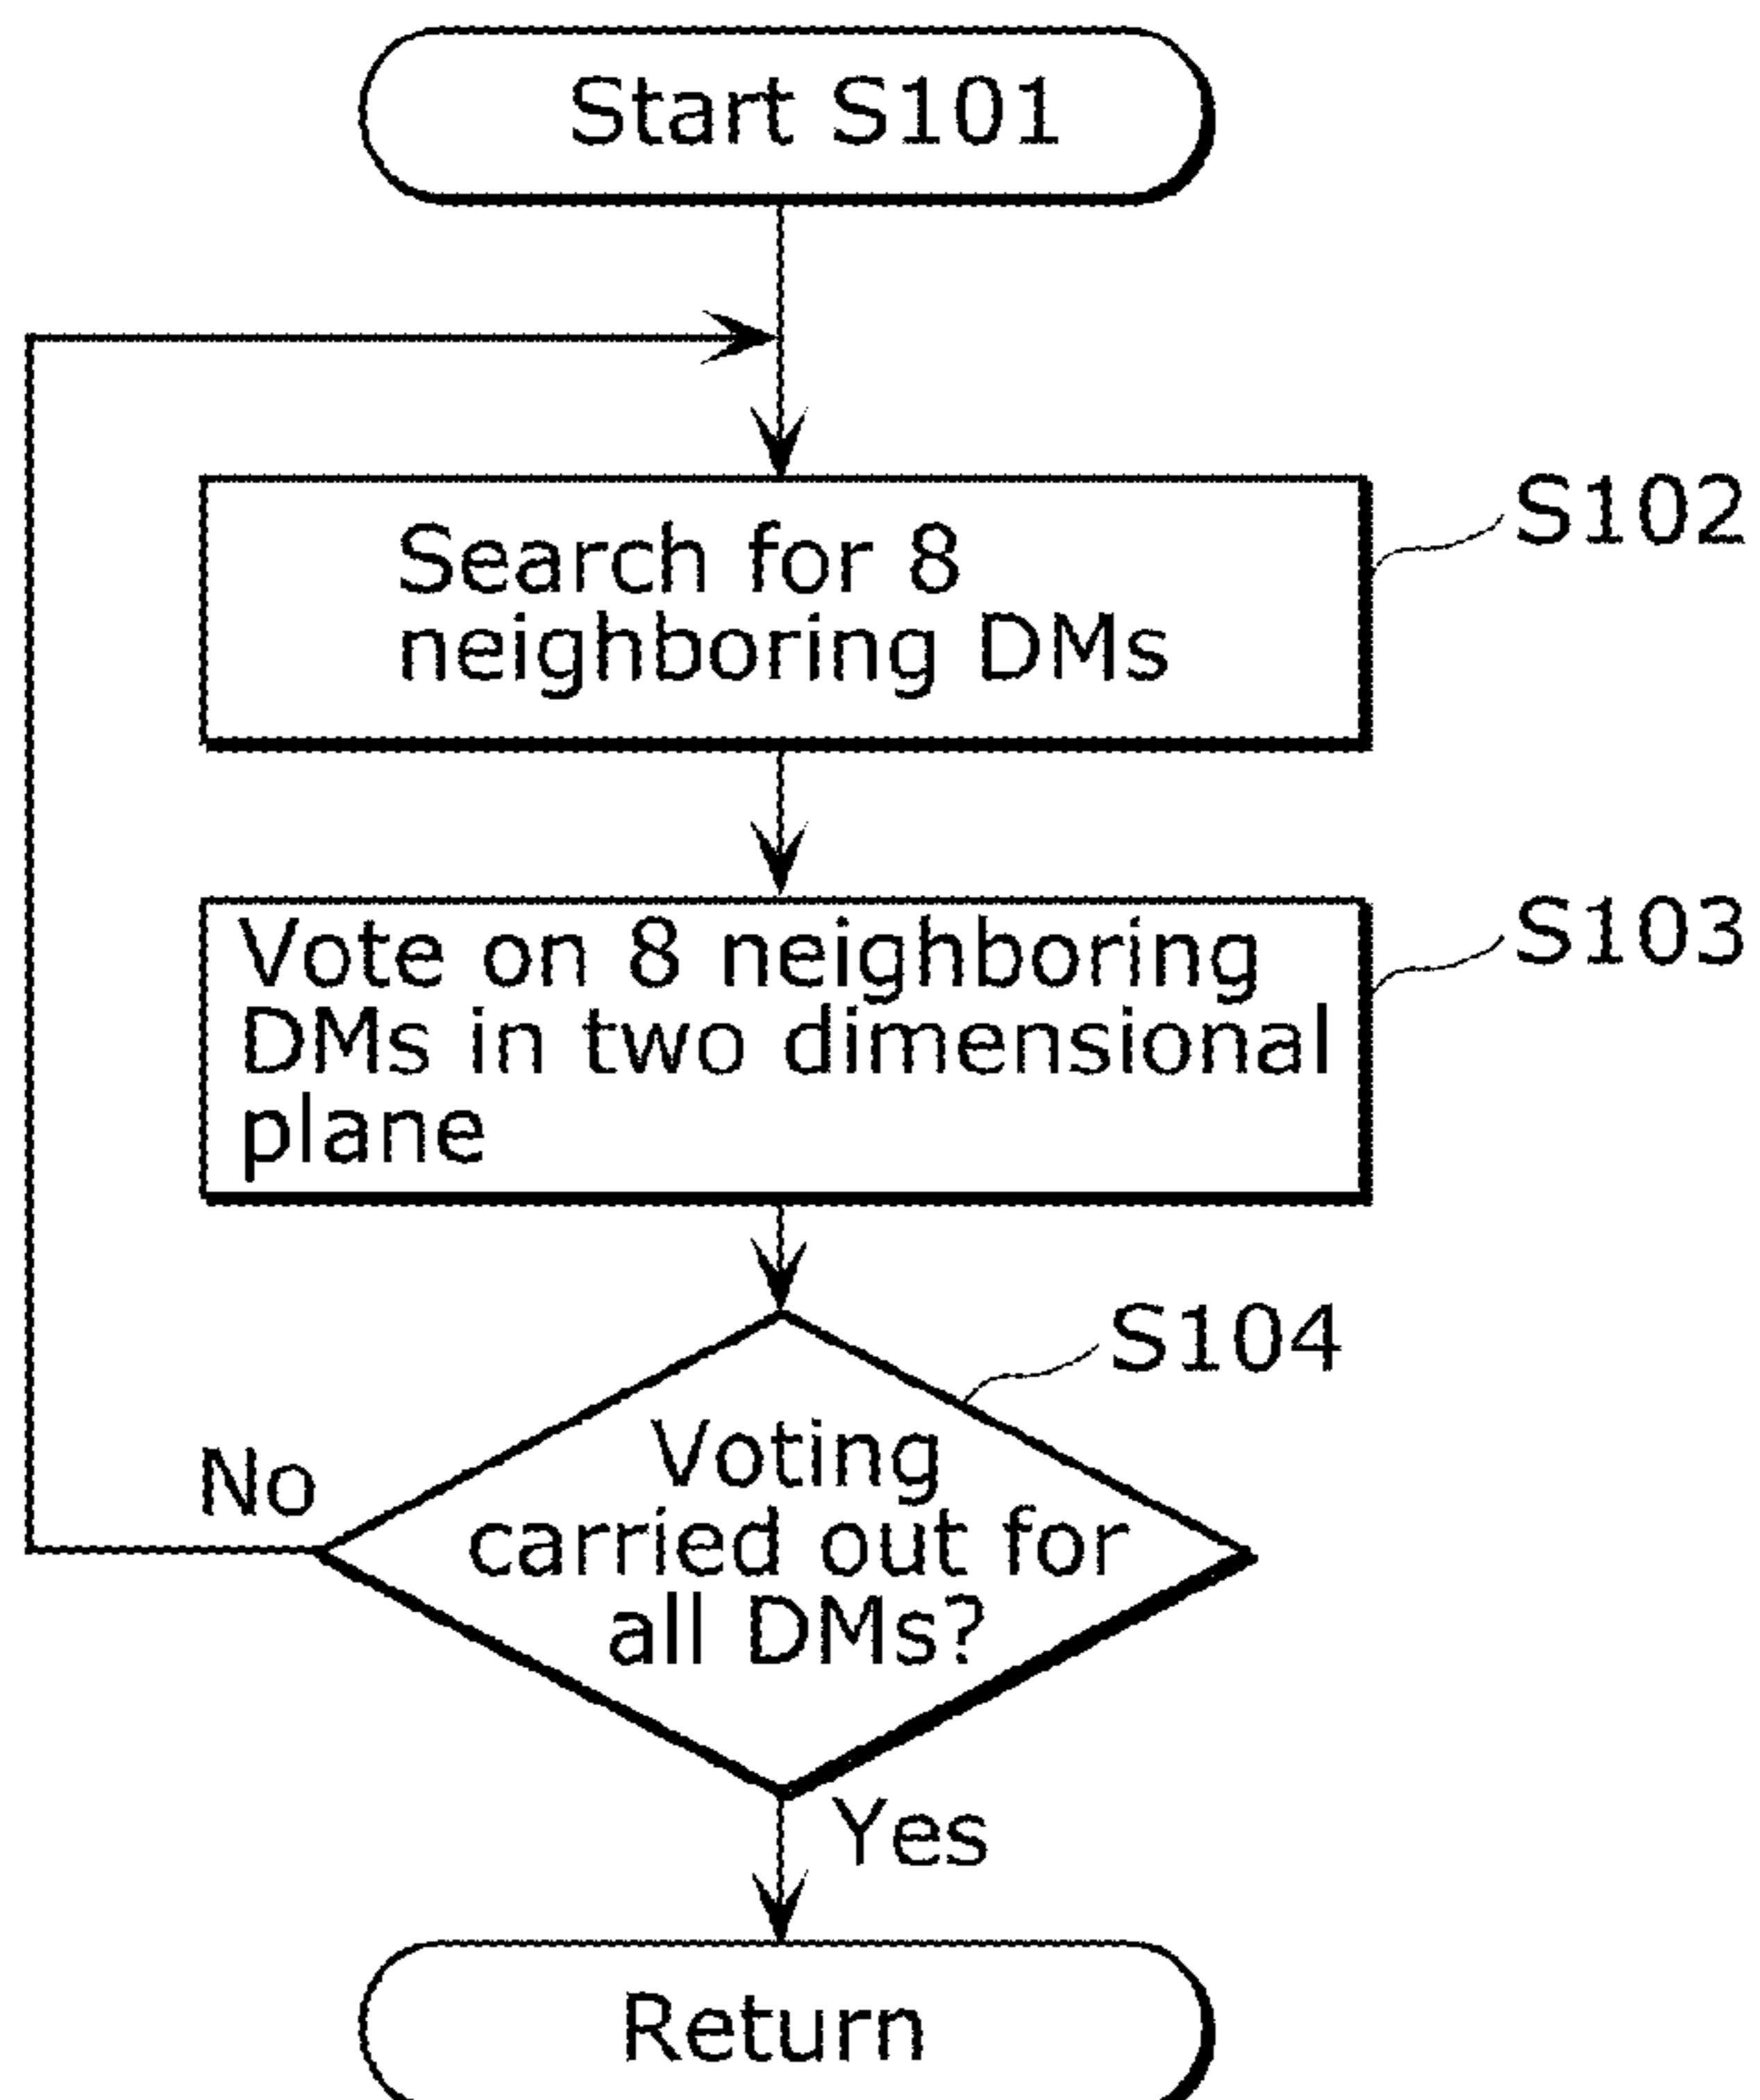 Start S101
Search for 8
neighboring DMs
S102
Vote on 8 neighboring
DMs in two dimensional
plane
S103
S104
Voting
carried out for
all DMs?
No
Yes
Return